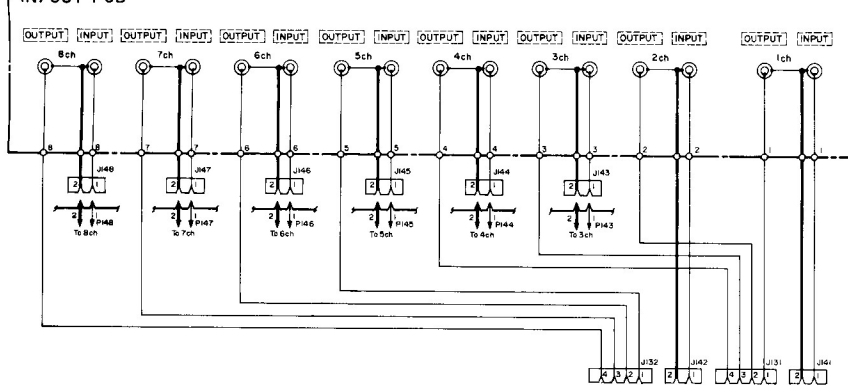 IN/OUT PCB
OUTPUT INPUT OUTPUT INPUT OUTPUT INPUT OUTPUT INPUT OUTPUT INPUT OUTPUT INPUT OUTPUT INPUT OUTPUT INPUT
8ch 7ch 6ch 5ch 4ch 3ch 2ch 1ch
8 8 7 7 6 6 5 5 4 4 3 3 2 2 1 1
J148 J147 J146 J145 J144 J143
2 1 2 1 2 1 2 1 2 1 2 1
2 1 P148 2 1 P147 2 1 P146 2 1 P145 2 1 P144 2 1 P143
To 8ch To 7ch To 6ch To 5ch To 4ch To 3ch
J132 J142 J131 J141
4 3 2 1 2 1 4 3 2 1 2 1